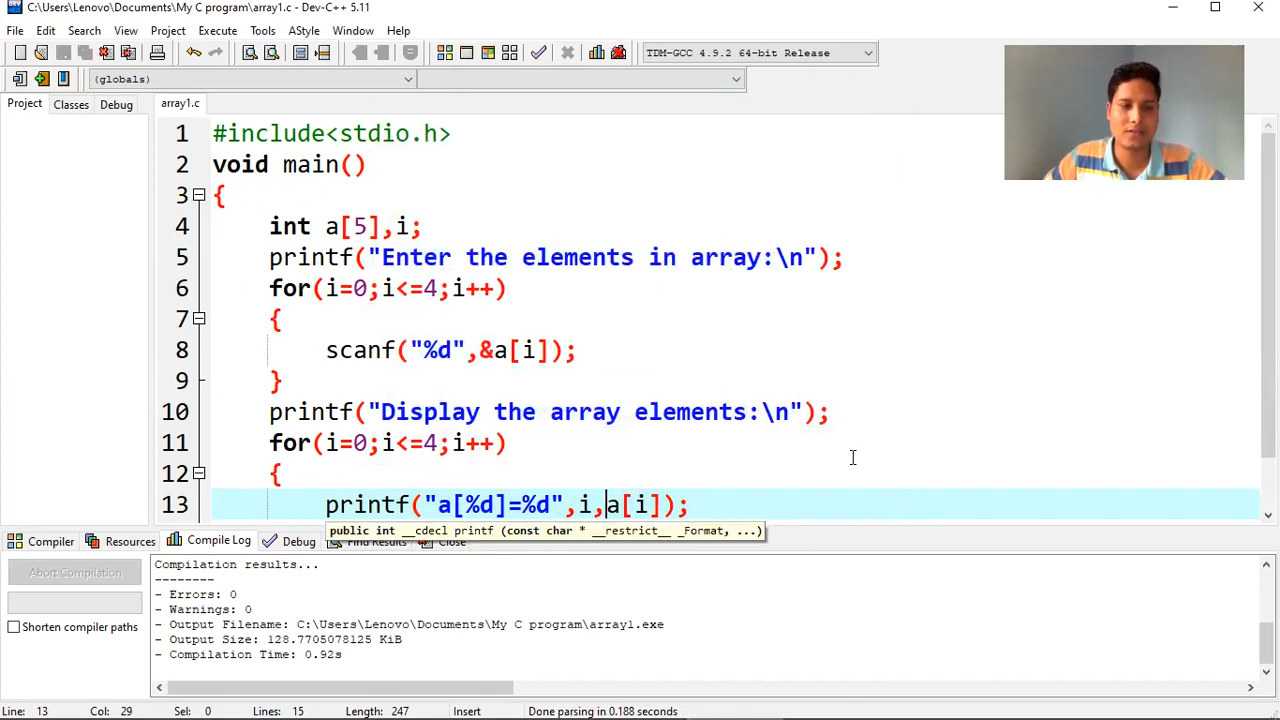 C:\Users\Lenovo\Documents\My C program\array1.c - Dev-C++ 5.11
File Edit Search View Project Execute Tools AStyle Window Help
TDM-GCC 4.9.2 64-bit Release
(globals)
Project Classes Debug array1.c
1 #include<stdio.h>
2 void main()
3 {
4 int a[5],i;
5 printf("Enter the elements in array:\n");
6 for(i=0;i<=4;i++)
7 {
8 scanf("%d",&a[i]);
9 }
10 printf("Display the array elements:\n");
11 for(i=0;i<=4;i++)
12 {
13 printf("a[%d]=%d",i,a[i]);
public int __cdecl printf (const char * __restrict__ _Format, ...)
Compiler Resources Compile Log Debug Find Results Close
Abort Compilation
Shorten compiler paths
Compilation results...
--------
- Errors: 0
- Warnings: 0
- Output Filename: C:\Users\Lenovo\Documents\My C program\array1.exe
- Output Size: 128.7705078125 KiB
- Compilation Time: 0.92s
Line: 13 Col: 29 Sel: 0 Lines: 15 Length: 247 Insert Done parsing in 0.188 seconds